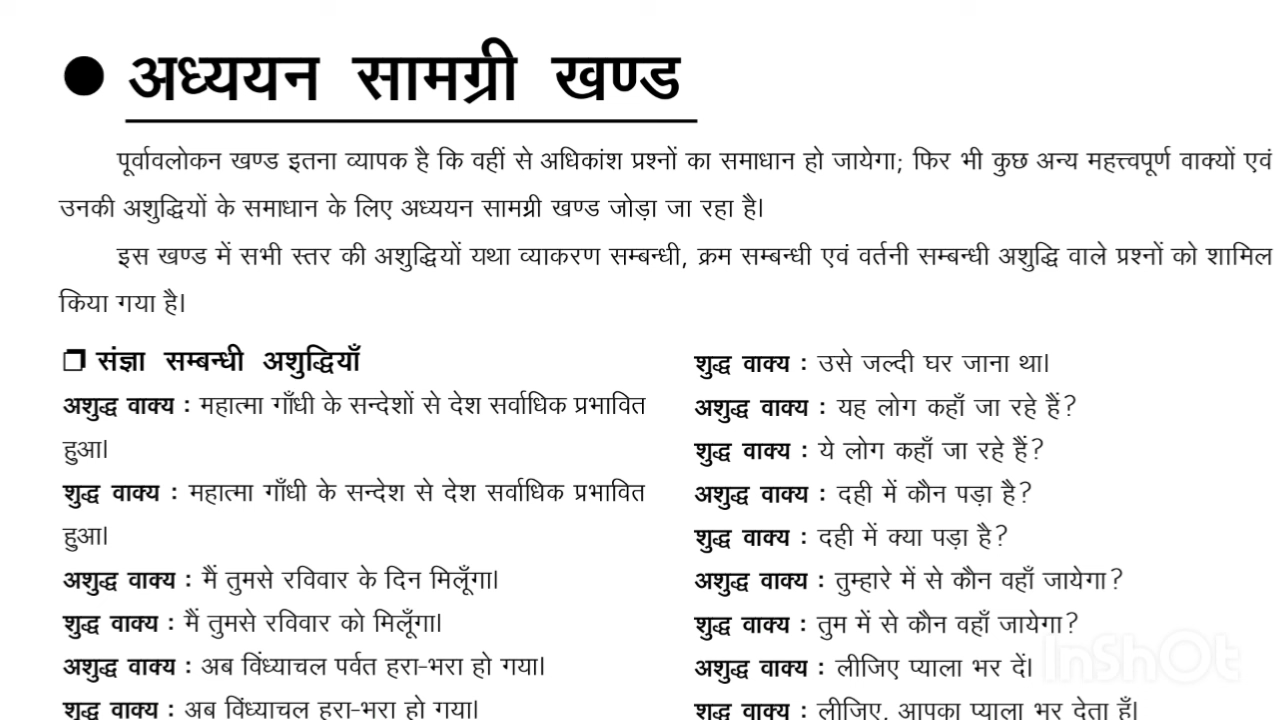 ● अध्ययन सामग्री खण्ड
पूर्वावलोकन खण्ड इतना व्यापक है कि वहीं से अधिकांश प्रश्नों का समाधान हो जायेगा; फिर भी कुछ अन्य महत्त्वपूर्ण वाक्यों एवं
उनकी अशुद्धियों के समाधान के लिए अध्ययन सामग्री खण्ड जोड़ा जा रहा है।
इस खण्ड में सभी स्तर की अशुद्धियों यथा व्याकरण सम्बन्धी, क्रम सम्बन्धी एवं वर्तनी सम्बन्धी अशुद्धि वाले प्रश्नों को शामिल
किया गया है।
❒ संज्ञा सम्बन्धी अशुद्धियाँ
अशुद्ध वाक्य : महात्मा गाँधी के सन्देशों से देश सर्वाधिक प्रभावित
हुआ।
शुद्ध वाक्य : महात्मा गाँधी के सन्देश से देश सर्वाधिक प्रभावित
हुआ।
अशुद्ध वाक्य : मैं तुमसे रविवार के दिन मिलूँगा।
शुद्ध वाक्य : मैं तुमसे रविवार को मिलूँगा।
अशुद्ध वाक्य : अब विंध्याचल पर्वत हरा-भरा हो गया।
शुद्ध वाक्य : अब विंध्याचल हरा-भरा हो गया।
शुद्ध वाक्य : उसे जल्दी घर जाना था।
अशुद्ध वाक्य : यह लोग कहाँ जा रहे हैं?
शुद्ध वाक्य : ये लोग कहाँ जा रहे हैं?
अशुद्ध वाक्य : दही में कौन पड़ा है?
शुद्ध वाक्य : दही में क्या पड़ा है?
अशुद्ध वाक्य : तुम्हारे में से कौन वहाँ जायेगा?
शुद्ध वाक्य : तुम में से कौन वहाँ जायेगा?
अशुद्ध वाक्य : लीजिए प्याला भर दें।
शुद्ध वाक्य : लीजिए, आपका प्याला भर देता हूँ।
InShOt